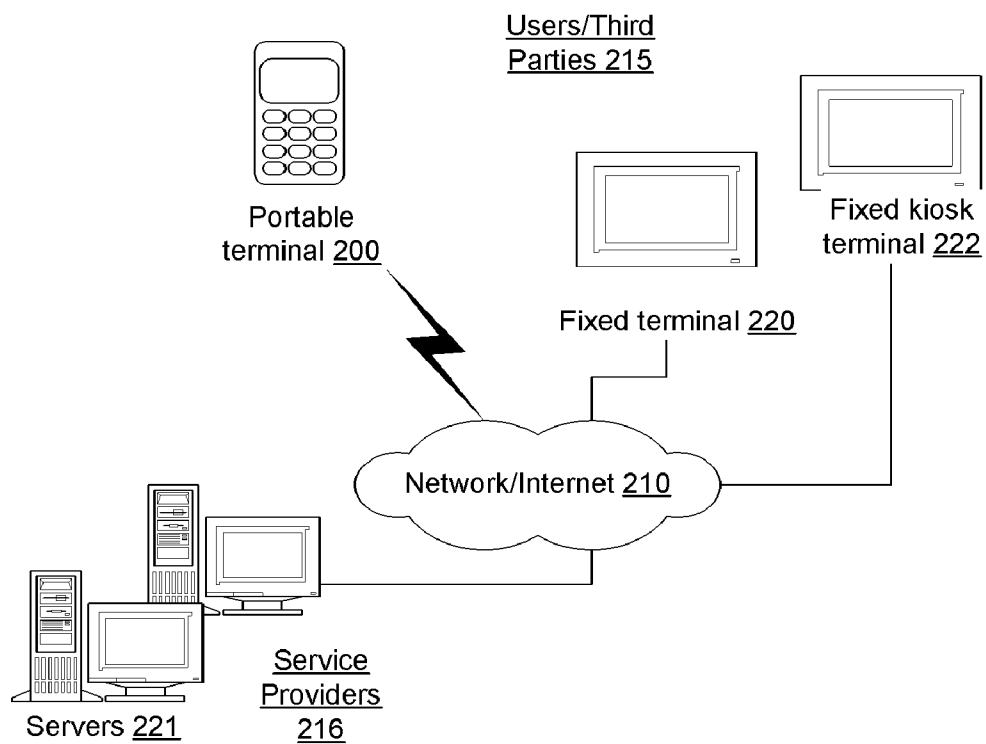 Users/Third
Parties 215
Portable
terminal 200
Fixed kiosk
terminal 222
Fixed terminal 220
Network/Internet 210
Service
Providers
216
Servers 221